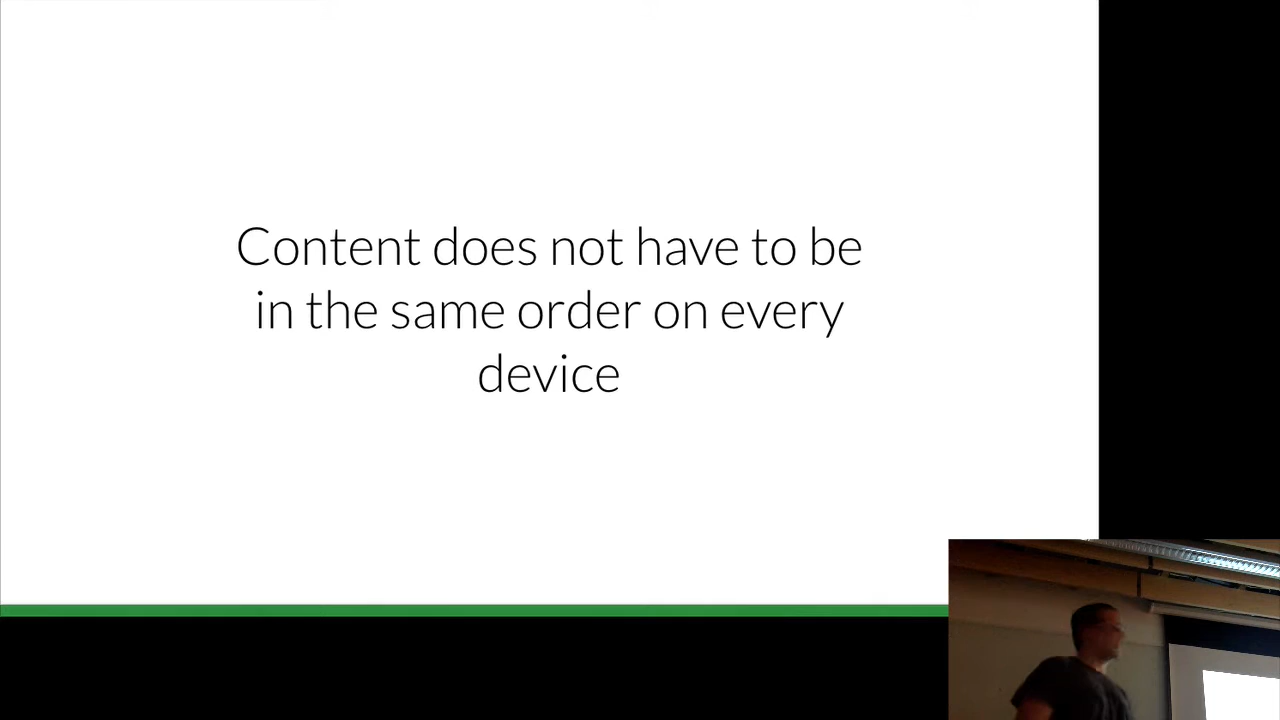 Content does not have to be
in the same order on every
device